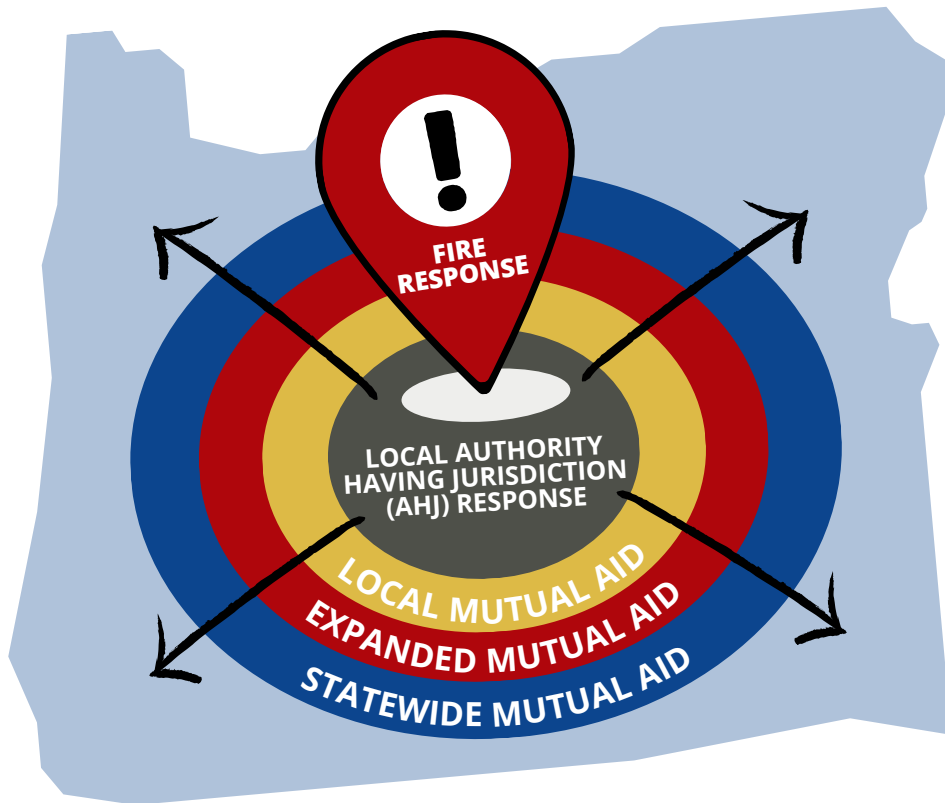 FIRE
RESPONSE
LOCAL AUTHORITY
HAVING JURISDICTION
(AHJ) RESPONSE
LOCAL MUTUAL AID
EXPANDED MUTUAL AID
STATEWIDE MUTUAL AID